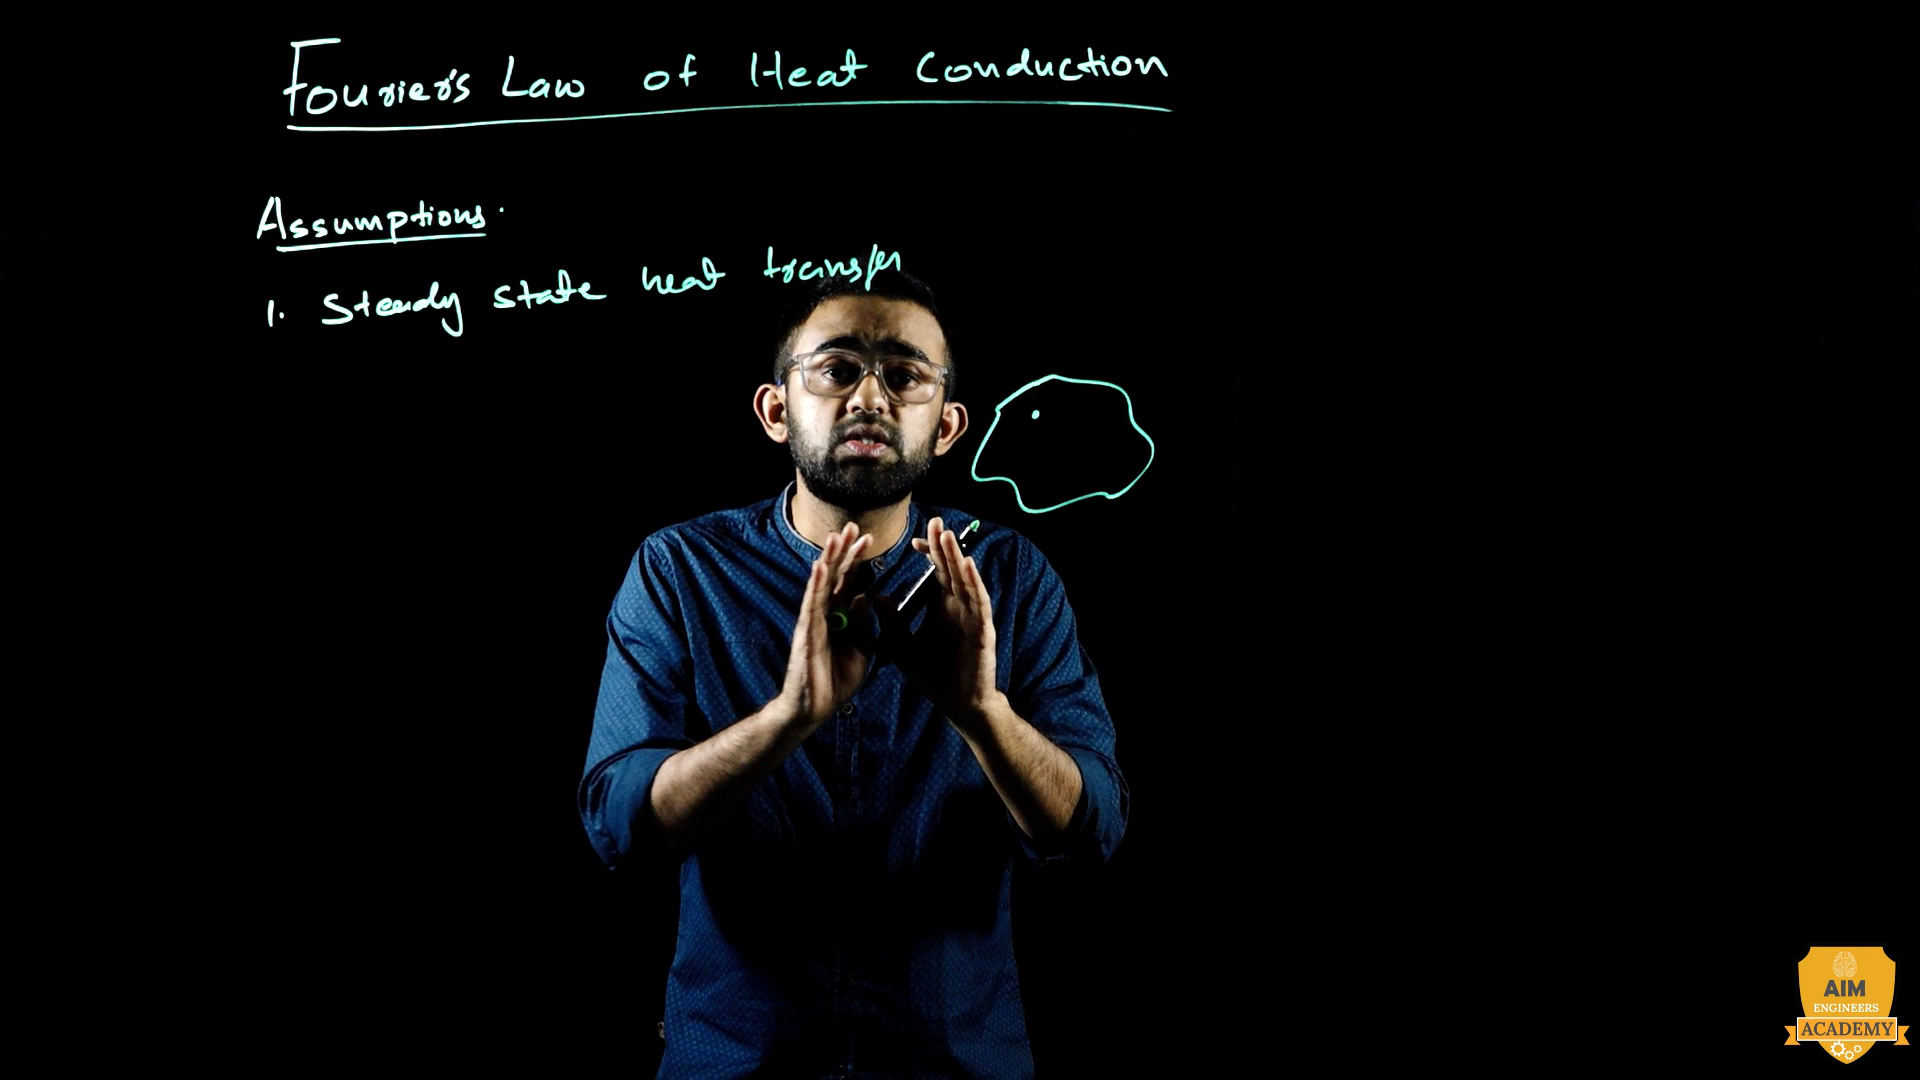 Fourier's Law of Heat Conduction
Assumptions.
1. Steady state heat transfer
AIM
ENGINEERS
ACADEMY